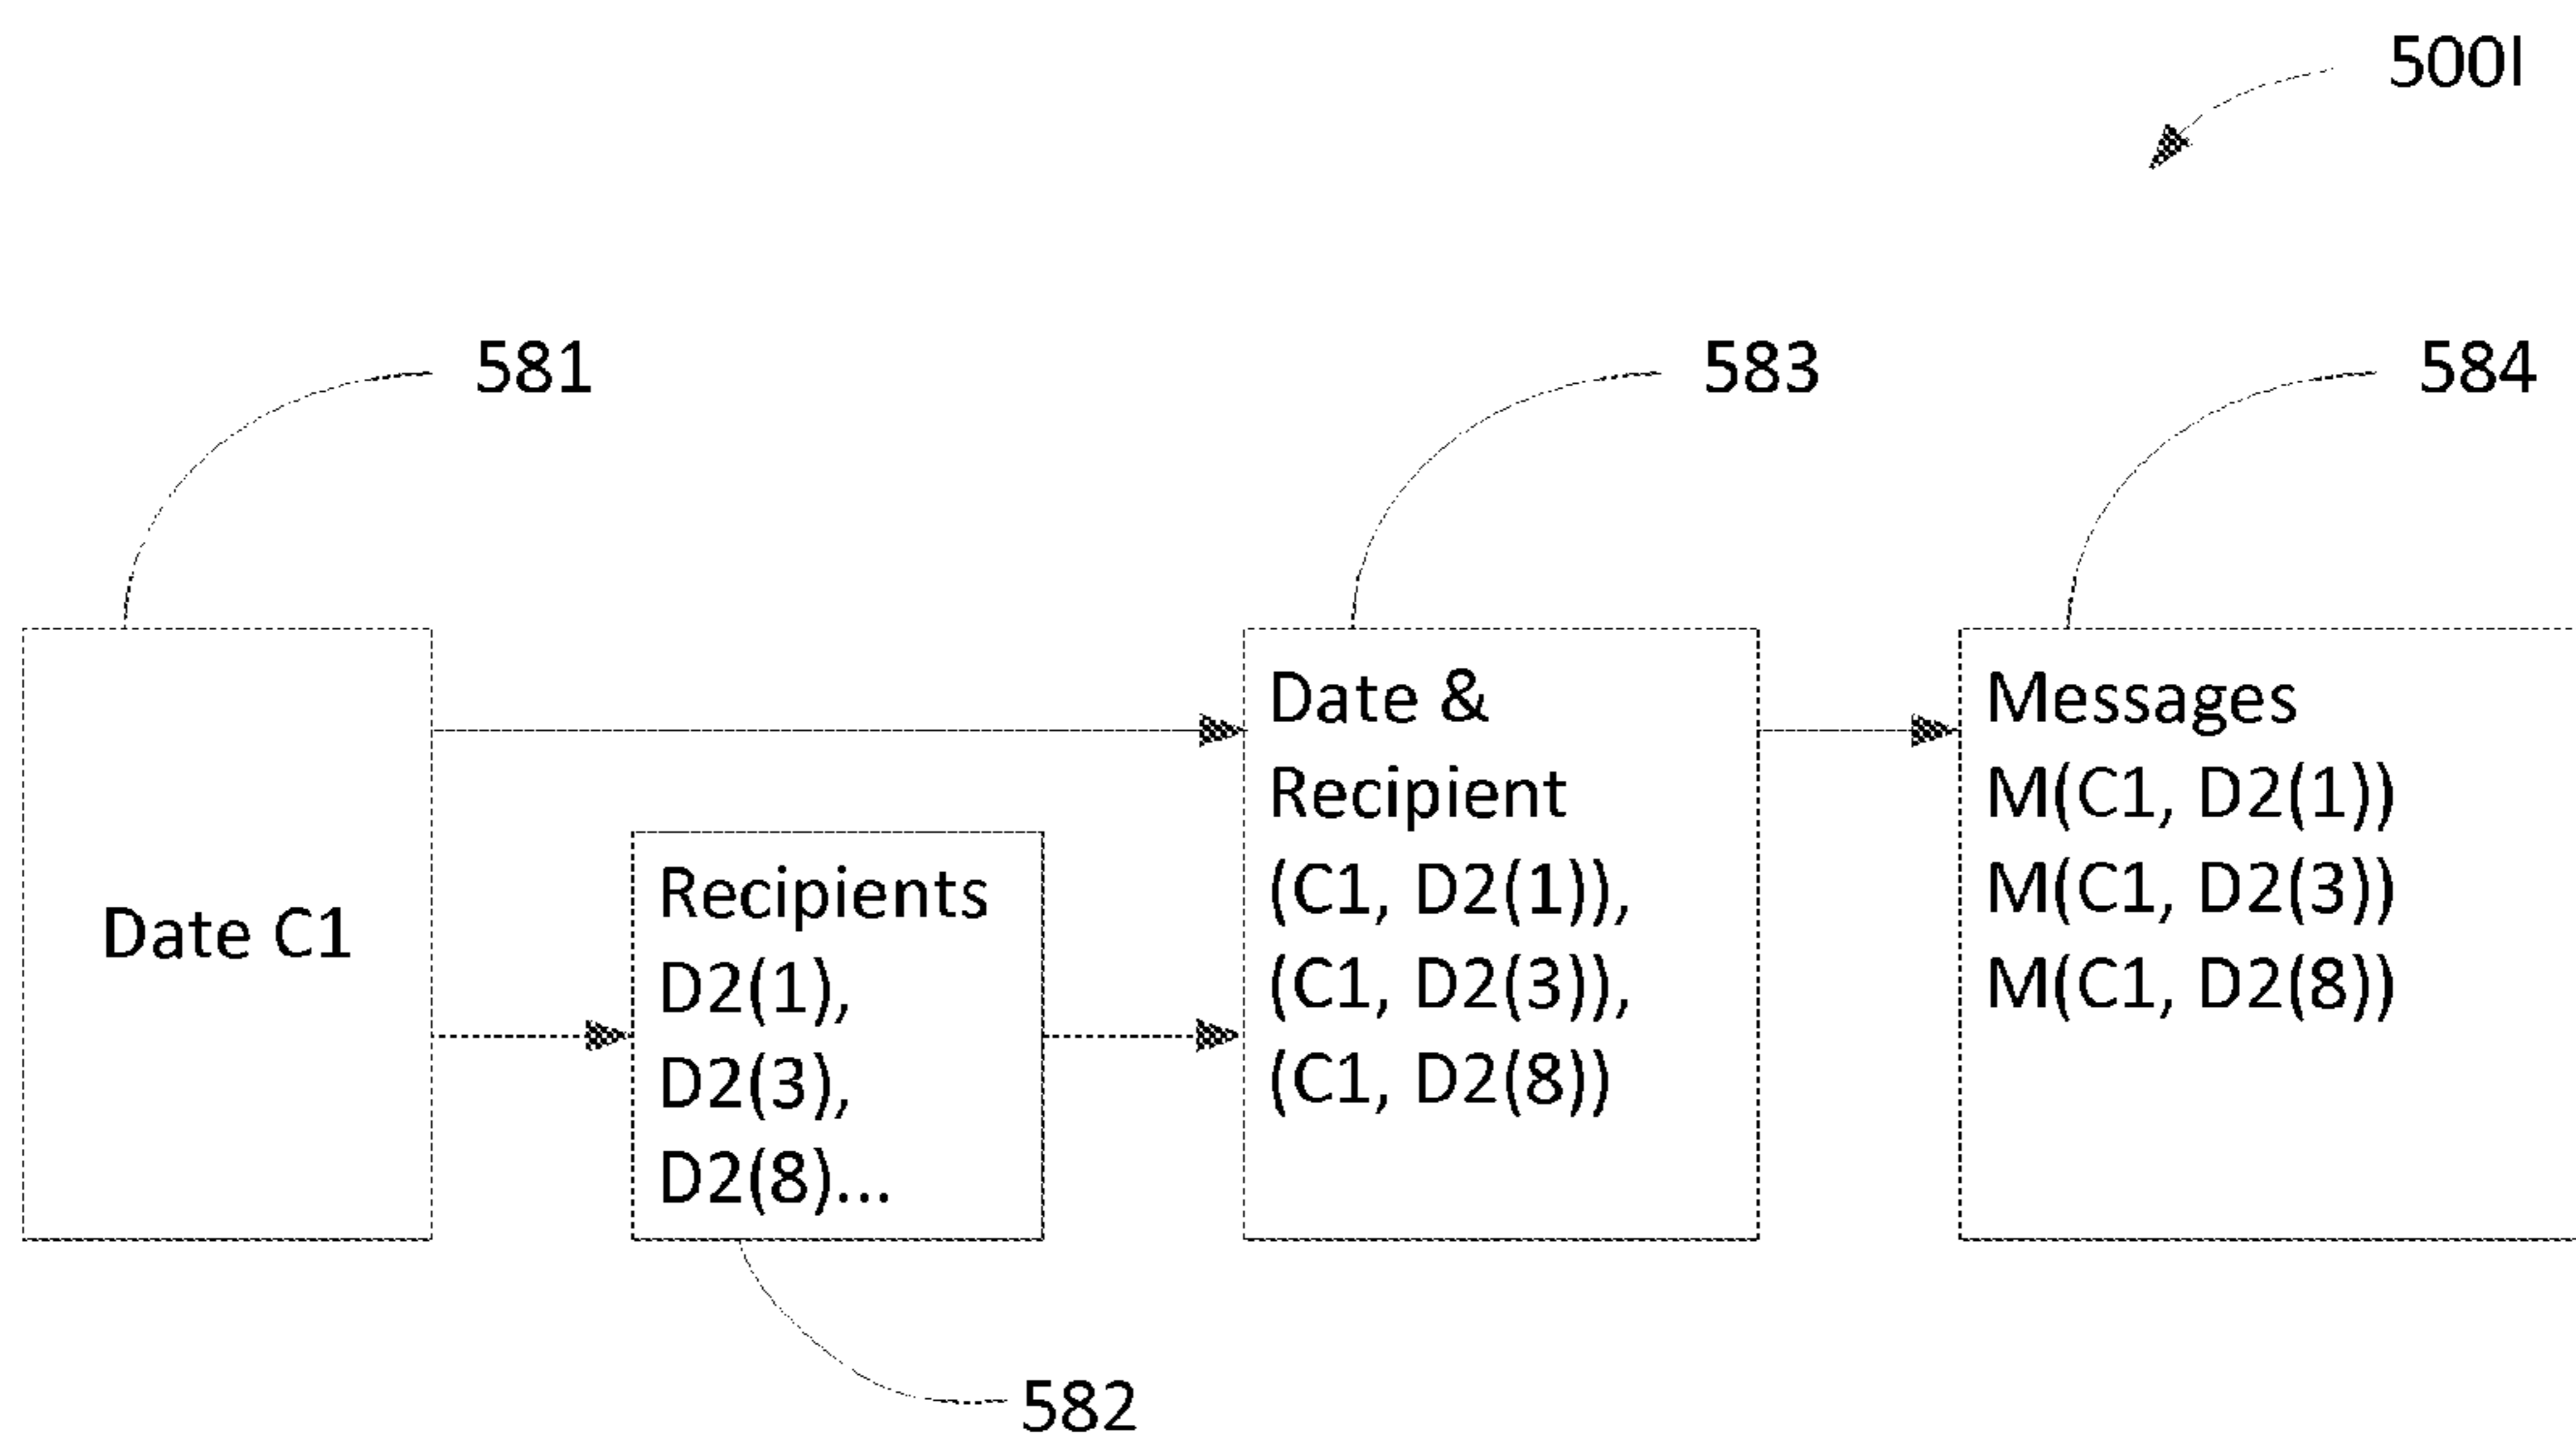 500I
581
583
584
Date C1
Recipients
D2(1),
D2(3),
D2(8)...
Date &
Recipient
(C1, D2(1)),
(C1, D2(3)),
(C1, D2(8))
Messages
M(C1, D2(1))
M(C1, D2(3))
M(C1, D2(8))
582